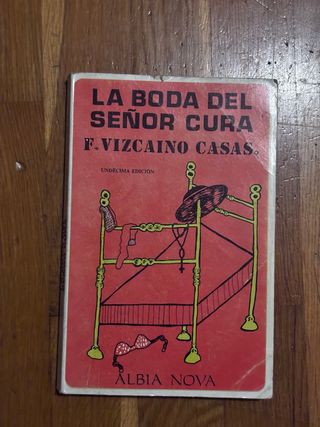 LA BODA DEL
SEÑOR CURA
F. VIZCAINO CASAS.
UNDÉCIMA EDICIÓN
ALBIA NOVA